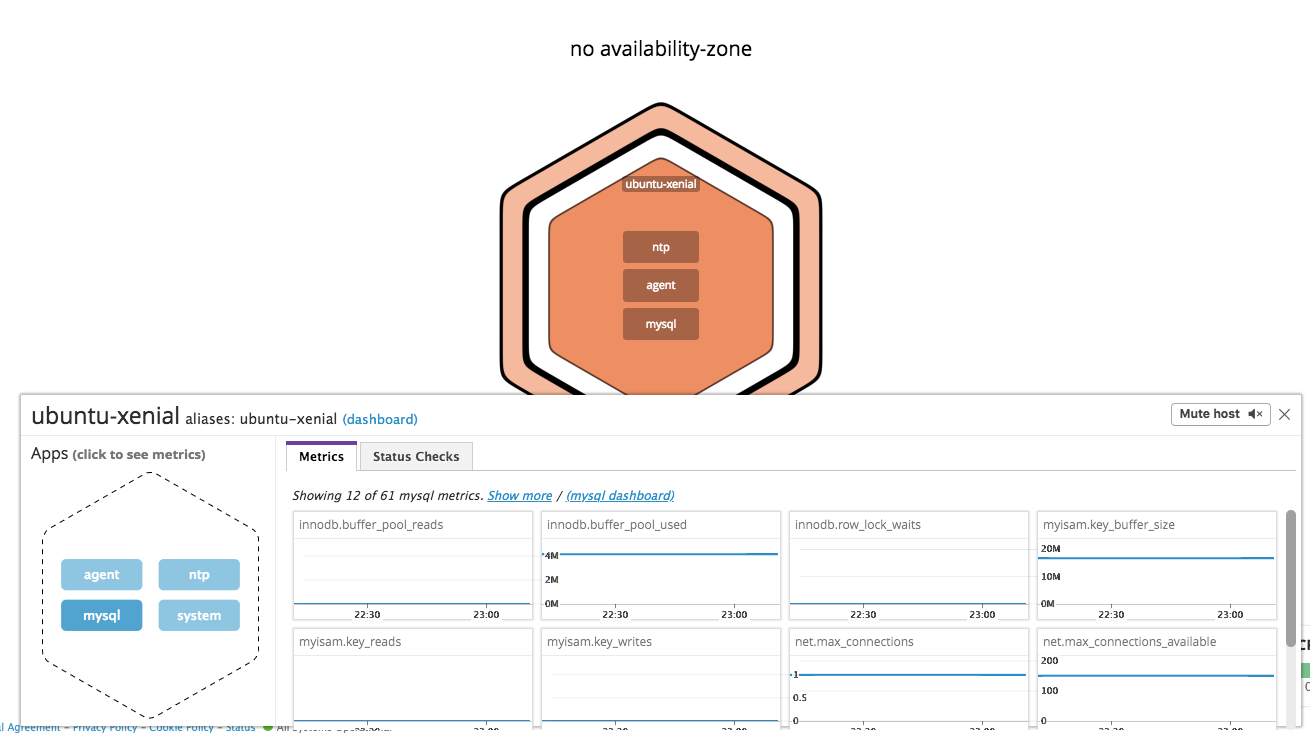 no availability-zone
ubuntu-xenial
ntp
agent
mysql
ubuntu-xenial aliases: ubuntu-xenial (dashboard)
Mute host
Apps (click to see metrics)
agent
ntp
mysql
system
Metrics
Status Checks
Showing 12 of 61 mysql metrics. Show more / (mysql dashboard)
innodb.buffer_pool_reads
22:30
23:00
innodb.buffer_pool_used
4M
2M
0M
22:30
23:00
innodb.row_lock_waits
22:30
23:00
myisam.key_buffer_size
20M
10M
0M
22:30
23:00
myisam.key_reads
myisam.key_writes
net.max_connections
1
0.5
0
net.max_connections_available
200
100
0
Agreement – Privacy Policy – Cookie Policy – Status